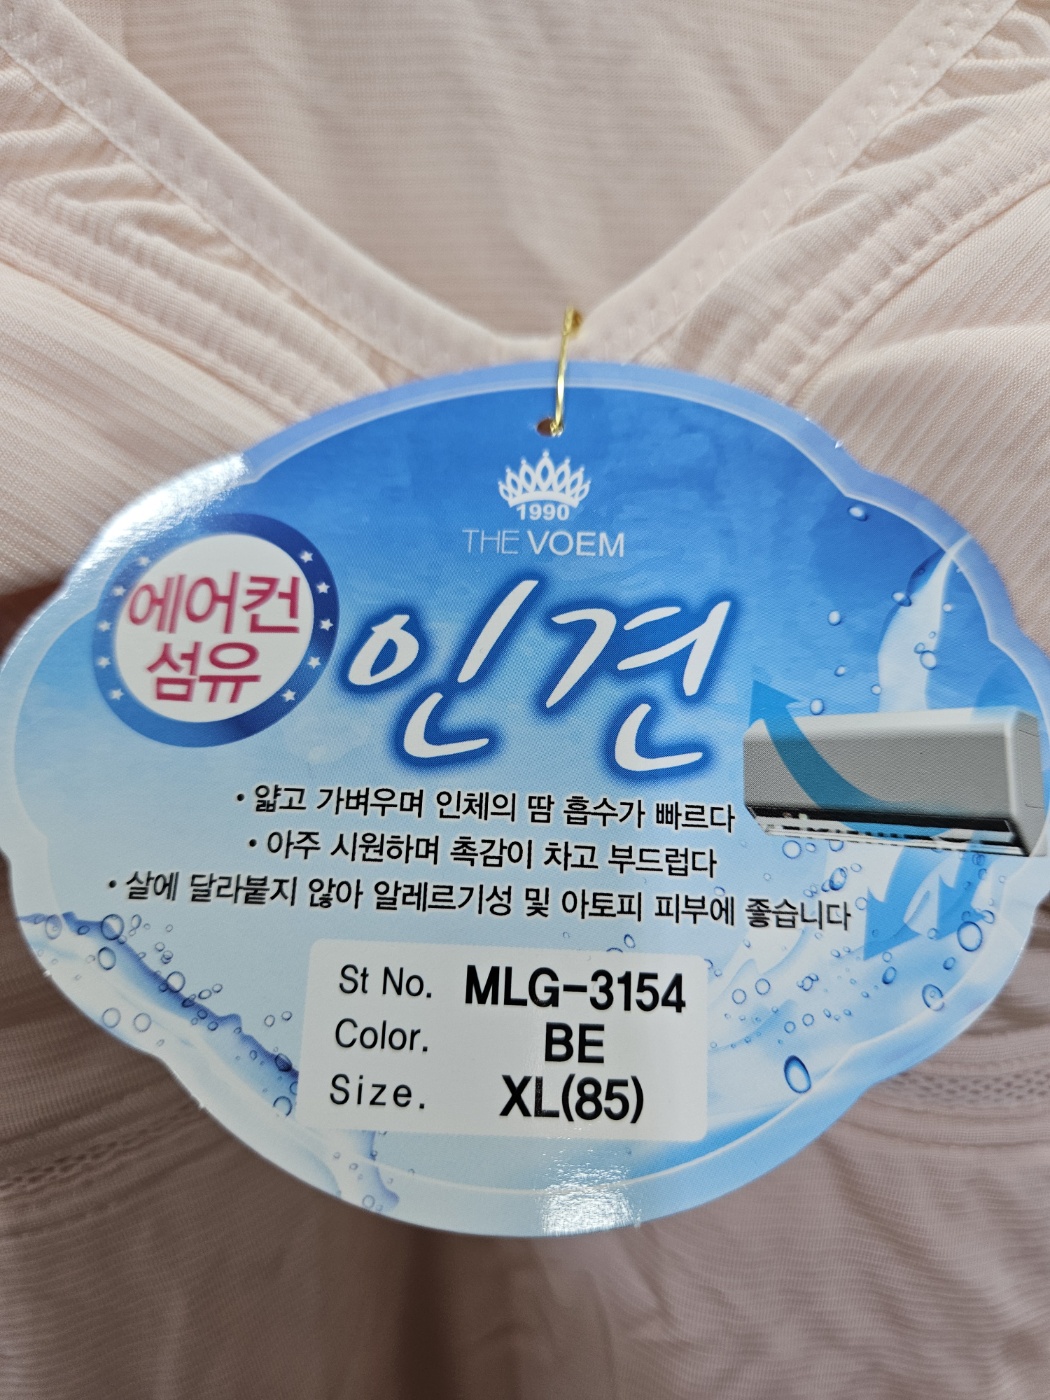 1990
THE VOEM
에어컨
섬유
인견
• 얇고 가벼우며 인체의 땀 흡수가 빠르다
• 아주 시원하며 촉감이 차고 부드럽다
• 살에 달라붙지 않아 알레르기성 및 아토피 피부에 좋습니다
St No. MLG-3154
Color. BE
Size. XL(85)